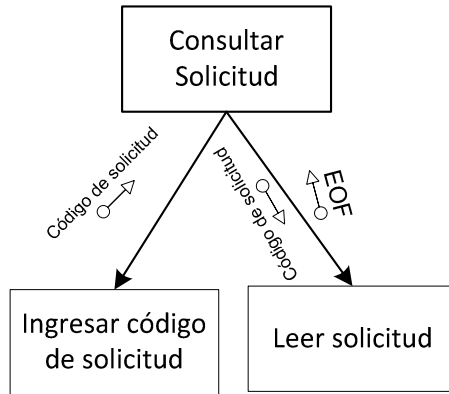 Consultar
Solicitud
Código de solicitud
Código de solicitud
EOF
Ingresar código
de solicitud
Leer solicitud